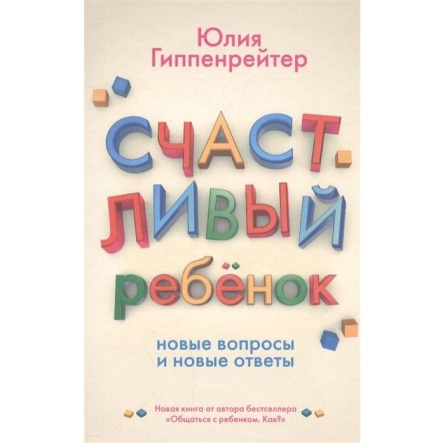 Юлия
Гиппенрейтер
СЧАСТ
ЛИВЫЙ
ребёнок
новые вопросы
и новые ответы
Новая книга от автора бестселлера
«Общаться с ребенком. Как?»